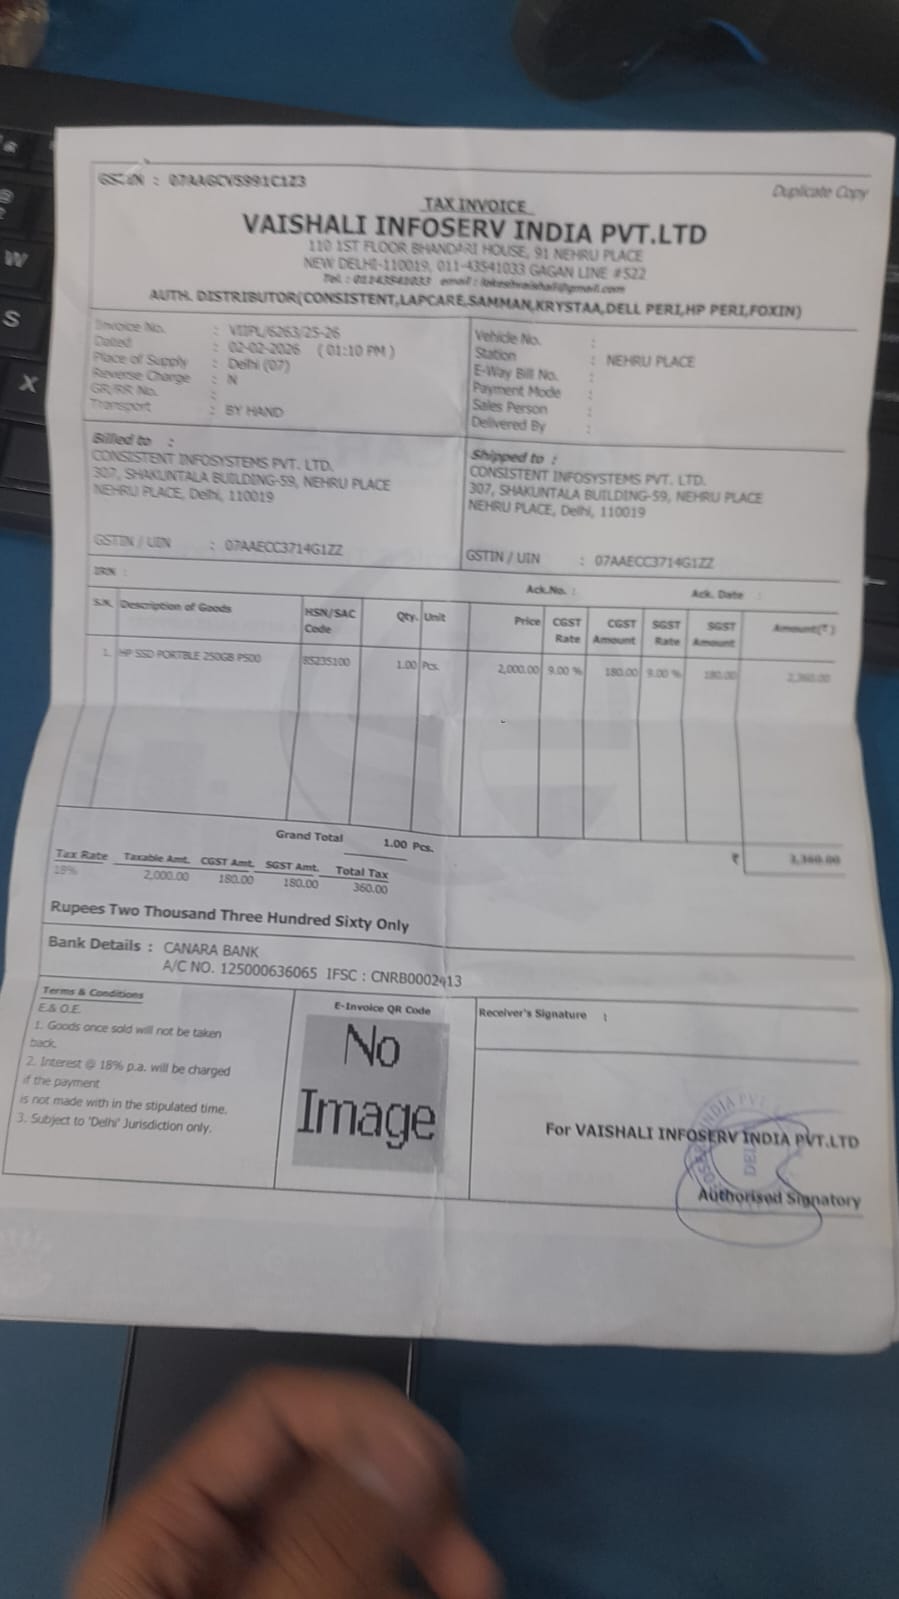 GSTIN : 07AAGCV5991C1Z3
Duplicate Copy
TAX INVOICE
VAISHALI INFOSERV INDIA PVT.LTD
110 1ST FLOOR BHANDARI HOUSE, 91 NEHRU PLACE
NEW DELHI-110019, 011-43541033 GAGAN LINE #522
Tel. : 01143541033 email : lokeshvaishali@gmail.com
AUTH. DISTRIBUTOR(CONSISTENT,LAPCARE,SAMMAN,KRYSTAA,DELL PERI,HP PERI,FOXIN)
Invoice No. : VIIPL/6263/25-26
Dated : 02-02-2026 ( 01:10 PM )
Place of Supply : Delhi (07)
Reverse Charge : N
GR/RR No. :
Transport : BY HAND
Vehicle No. :
Station : NEHRU PLACE
E-Way Bill No. :
Payment Mode :
Sales Person :
Delivered By :
Billed to :
CONSISTENT INFOSYSTEMS PVT. LTD.
307, SHAKUNTALA BUILDING-59, NEHRU PLACE
NEHRU PLACE, Delhi, 110019
GSTIN / UIN : 07AAECC3714G1ZZ
Shipped to :
CONSISTENT INFOSYSTEMS PVT. LTD.
307, SHAKUNTALA BUILDING-59, NEHRU PLACE
NEHRU PLACE, Delhi, 110019
GSTIN / UIN : 07AAECC3714G1ZZ
IRN : Ack.No. : Ack. Date :
S.N. Description of Goods HSN/SAC Code Qty. Unit Price CGST Rate CGST Amount SGST Rate SGST Amount Amount(₹)
1. HP SSD PORTBLE 250GB P500 85235100 1.00 Pcs. 2,000.00 9.00 % 180.00 9.00 % 180.00 2,360.00
Grand Total 1.00 Pcs. ₹ 2,360.00
Tax Rate Taxable Amt. CGST Amt. SGST Amt. Total Tax
18% 2,000.00 180.00 180.00 360.00
Rupees Two Thousand Three Hundred Sixty Only
Bank Details : CANARA BANK
A/C NO. 125000636065 IFSC : CNRB0002413
Terms & Conditions
E.& O.E.
1. Goods once sold will not be taken
back.
2. Interest @ 18% p.a. will be charged
if the payment
is not made with in the stipulated time.
3. Subject to 'Delhi' Jurisdiction only.
E-Invoice QR Code
No
Image
Receiver's Signature :
For VAISHALI INFOSERV INDIA PVT.LTD
Authorised Signatory
W
S
X